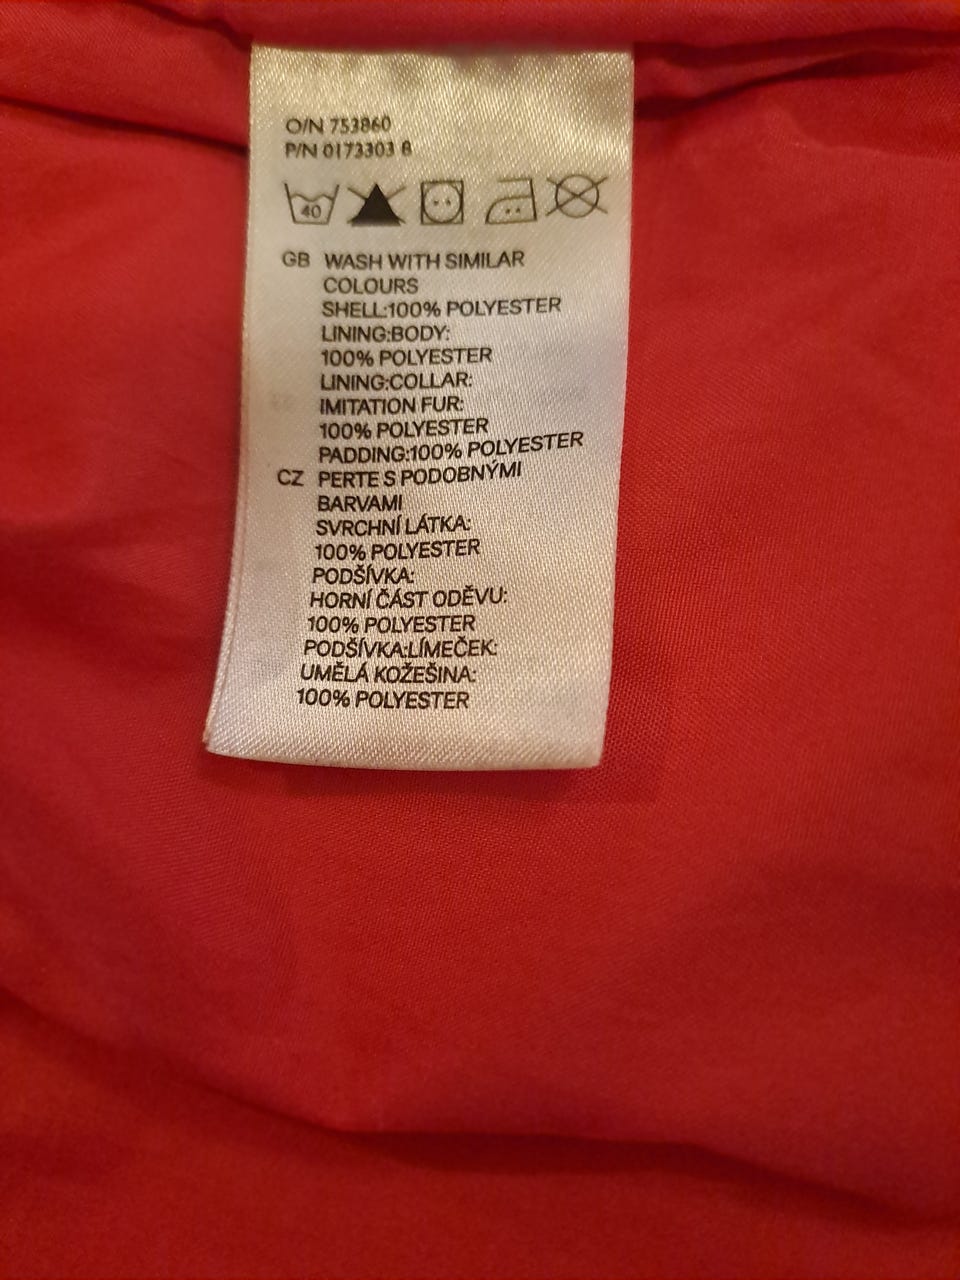 O/N 753860
P/N 0173303 8
40
GB WASH WITH SIMILAR
COLOURS
SHELL:100% POLYESTER
LINING:BODY:
100% POLYESTER
LINING:COLLAR:
IMITATION FUR:
100% POLYESTER
PADDING:100% POLYESTER
CZ PERTE S PODOBNÝMI
BARVAMI
SVRCHNÍ LÁTKA:
100% POLYESTER
PODŠÍVKA:
HORNÍ ČÁST ODĚVU:
100% POLYESTER
PODŠÍVKA:LÍMEČEK:
UMĚLÁ KOŽEŠINA:
100% POLYESTER